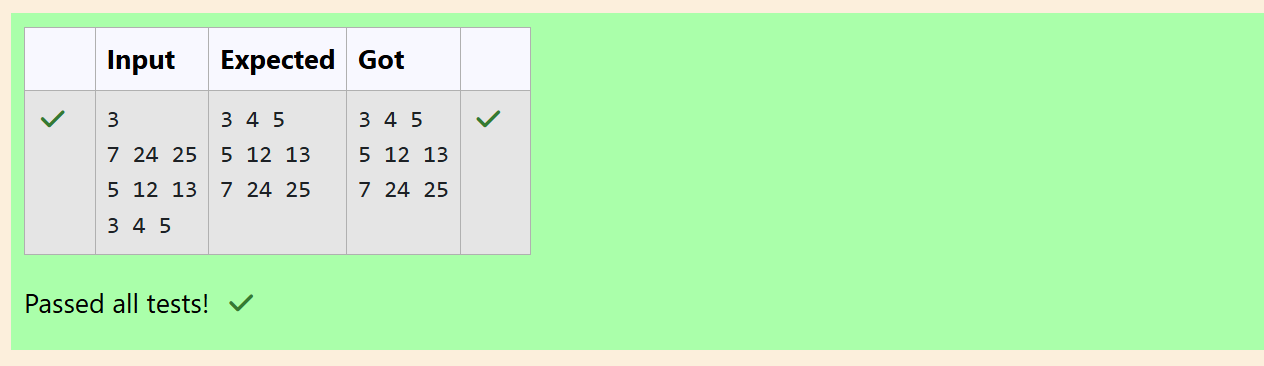 Input Expected Got
3 3 4 5 3 4 5
7 24 25 5 12 13 5 12 13
5 12 13 7 24 25 7 24 25
3 4 5
Passed all tests!